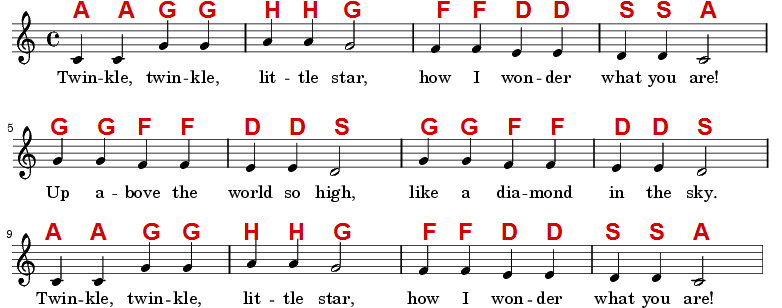 A A G G H H G F F D D S S A
Twin-kle, twin-kle, lit - tle star, how I won-der what you are!
5 G G F F D D S G G F F D D S
Up a - bove the world so high, like a dia-mond in the sky.
9 A A G G H H G F F D D S S A
Twin-kle, twin-kle, lit - tle star, how I won - der what you are!